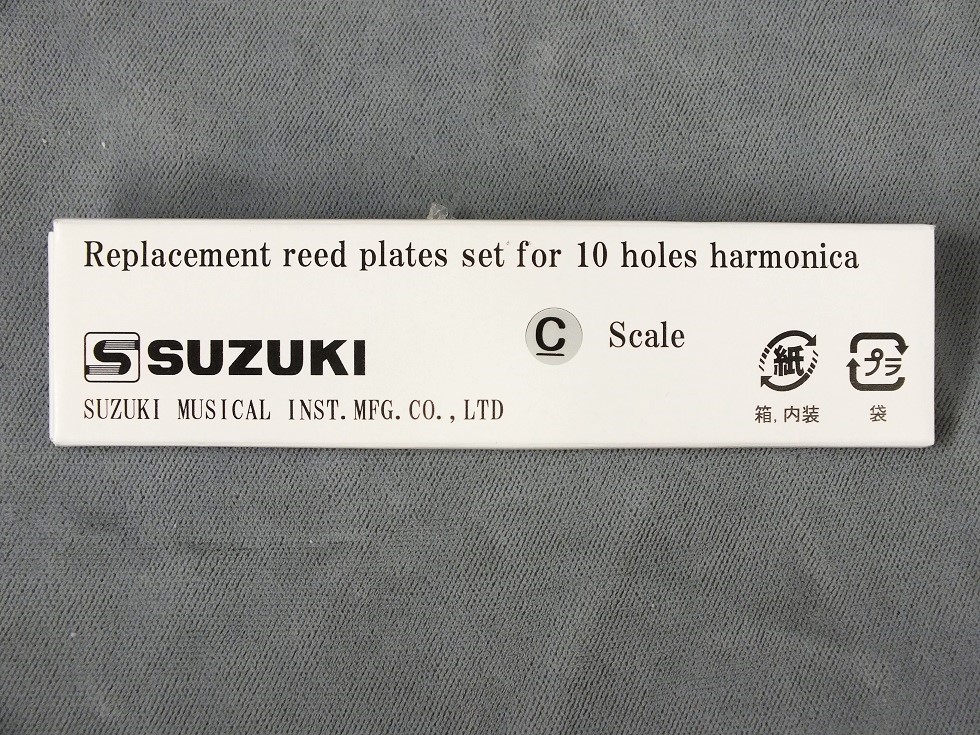 Replacement reed plates set for 10 holes harmonica
S SUZUKI
C Scale
SUZUKI MUSICAL INST. MFG. CO., LTD
紙 プラ
箱, 内装 袋